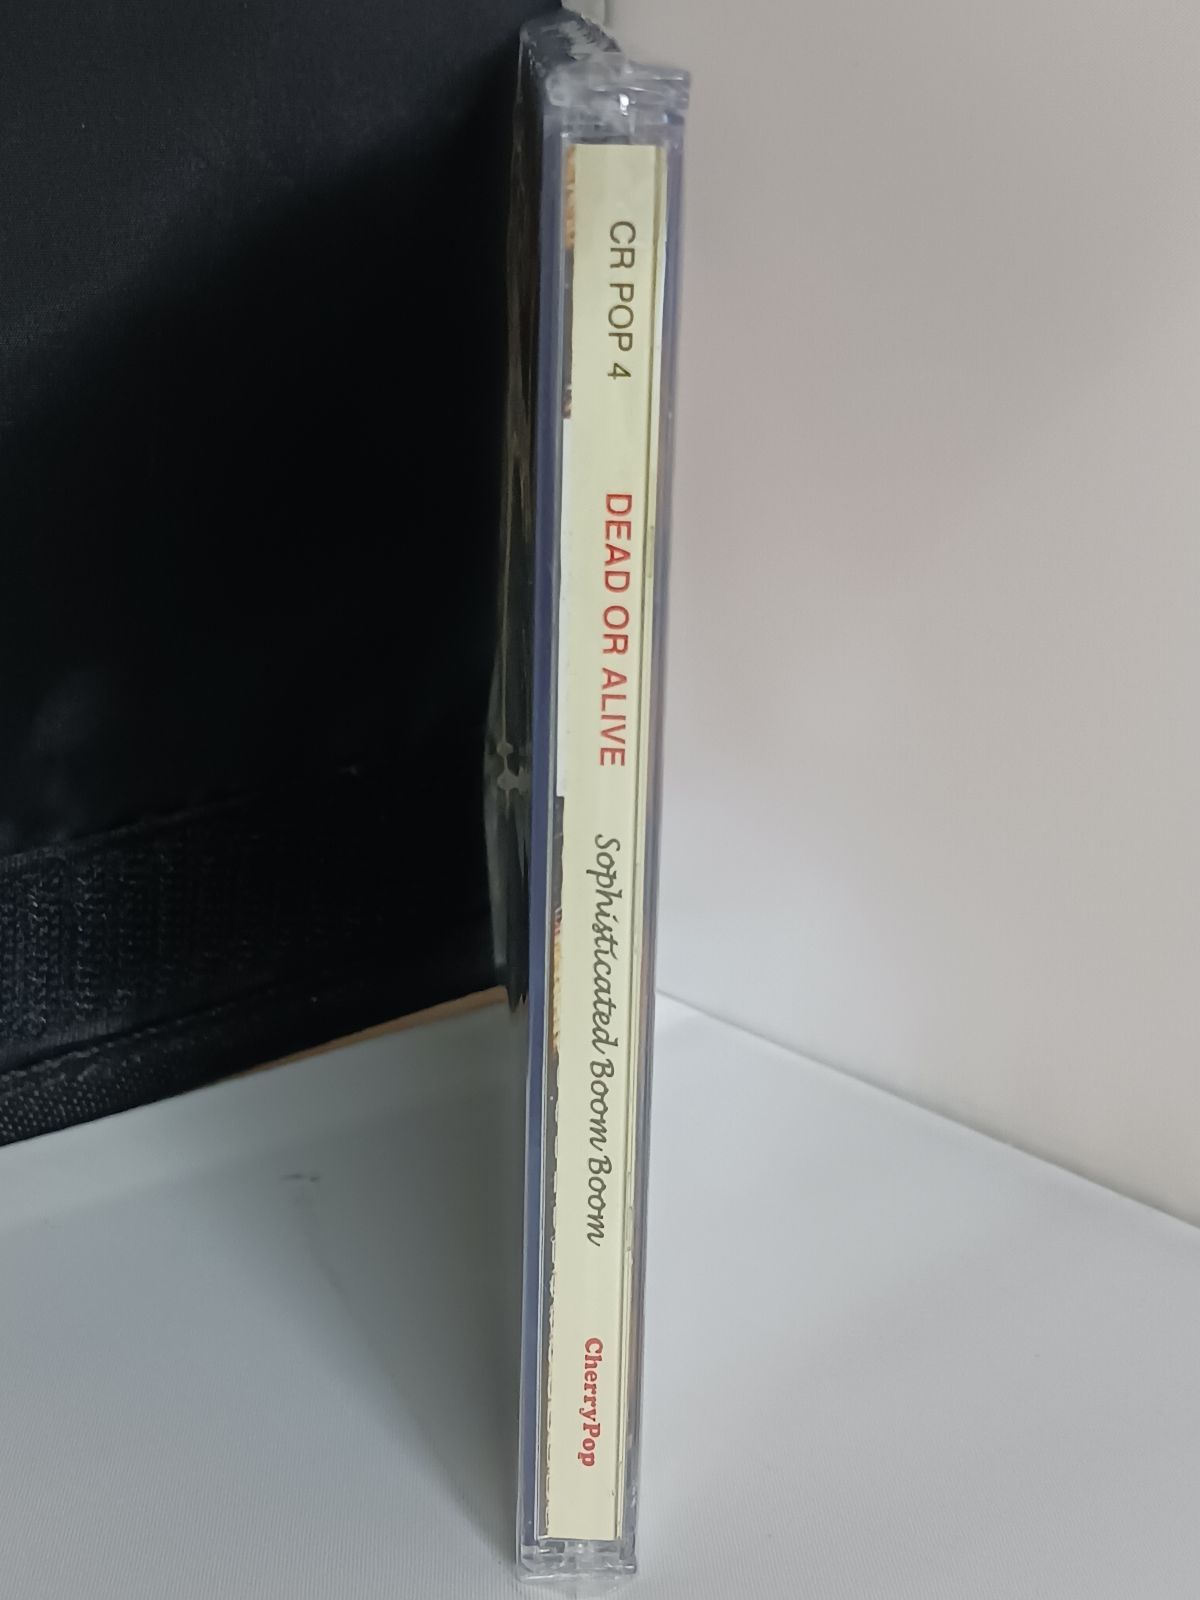 CR POP 4 DEAD OR ALIVE Sophisticated Boom Boom CherryPop